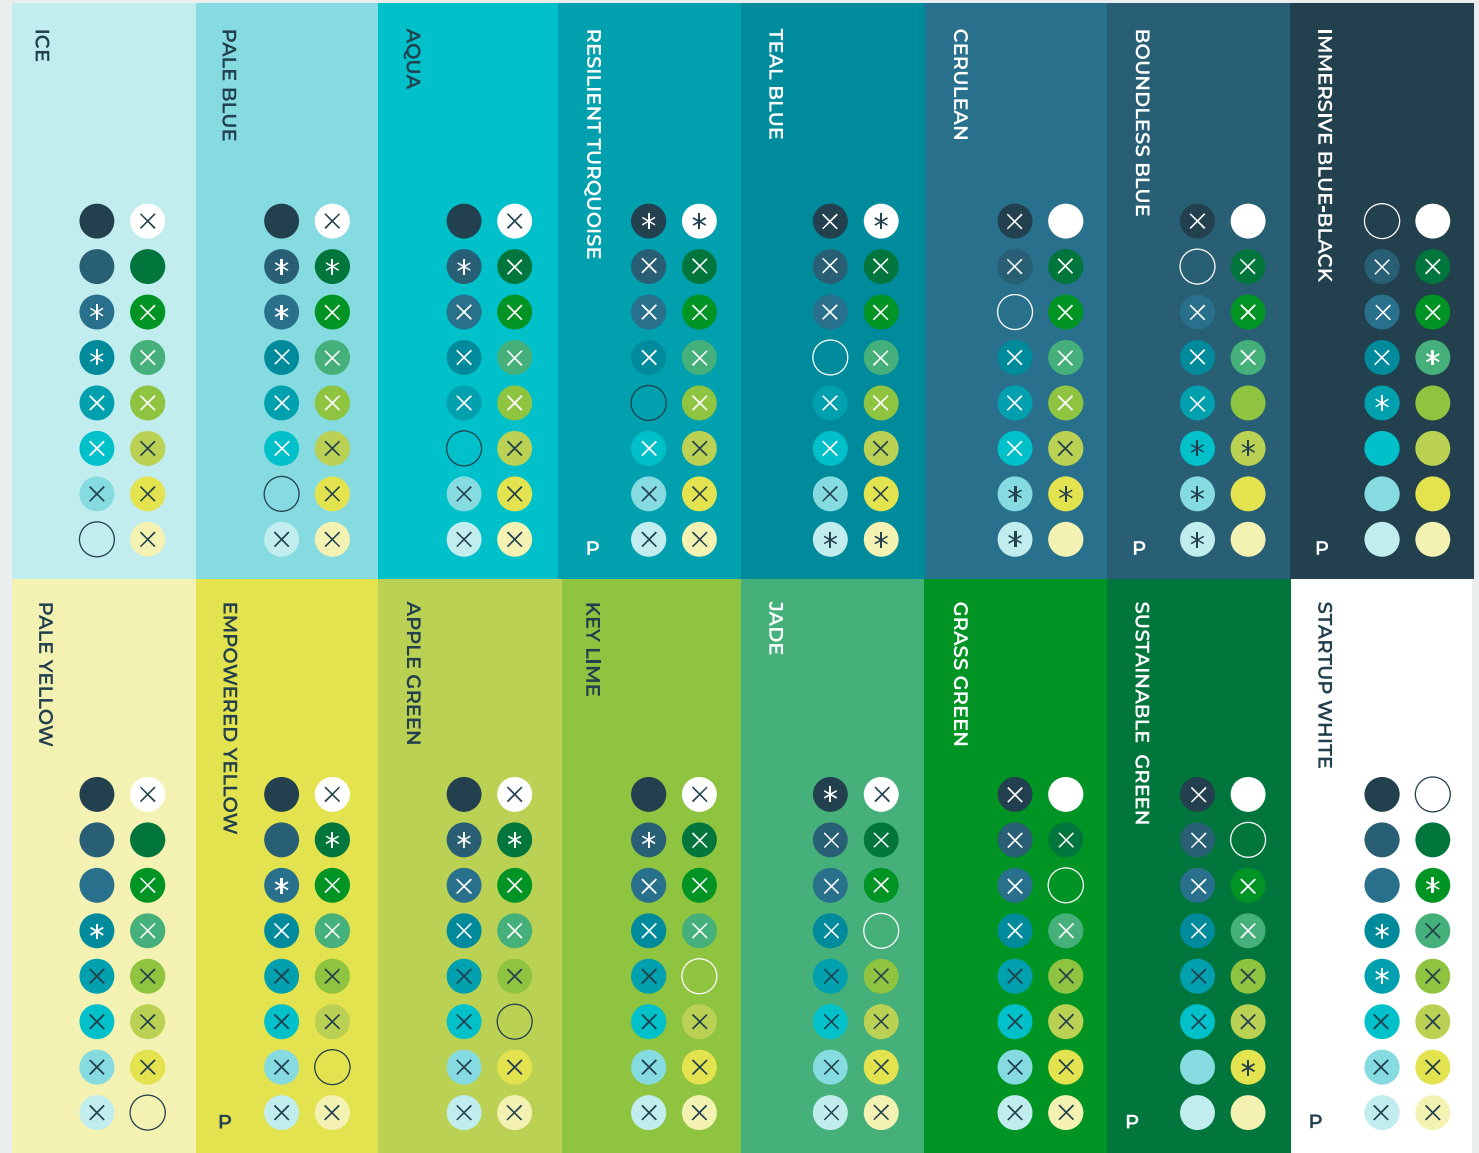 ICE
PALE BLUE
AQUA
RESILIENT TURQUOISE
P
TEAL BLUE
CERULEAN
BOUNDLESS BLUE
P
IMMERSIVE BLUE-BLACK
P
PALE YELLOW
EMPOWERED YELLOW
P
APPLE GREEN
KEY LIME
JADE
GRASS GREEN
SUSTAINABLE GREEN
P
STARTUP WHITE
P